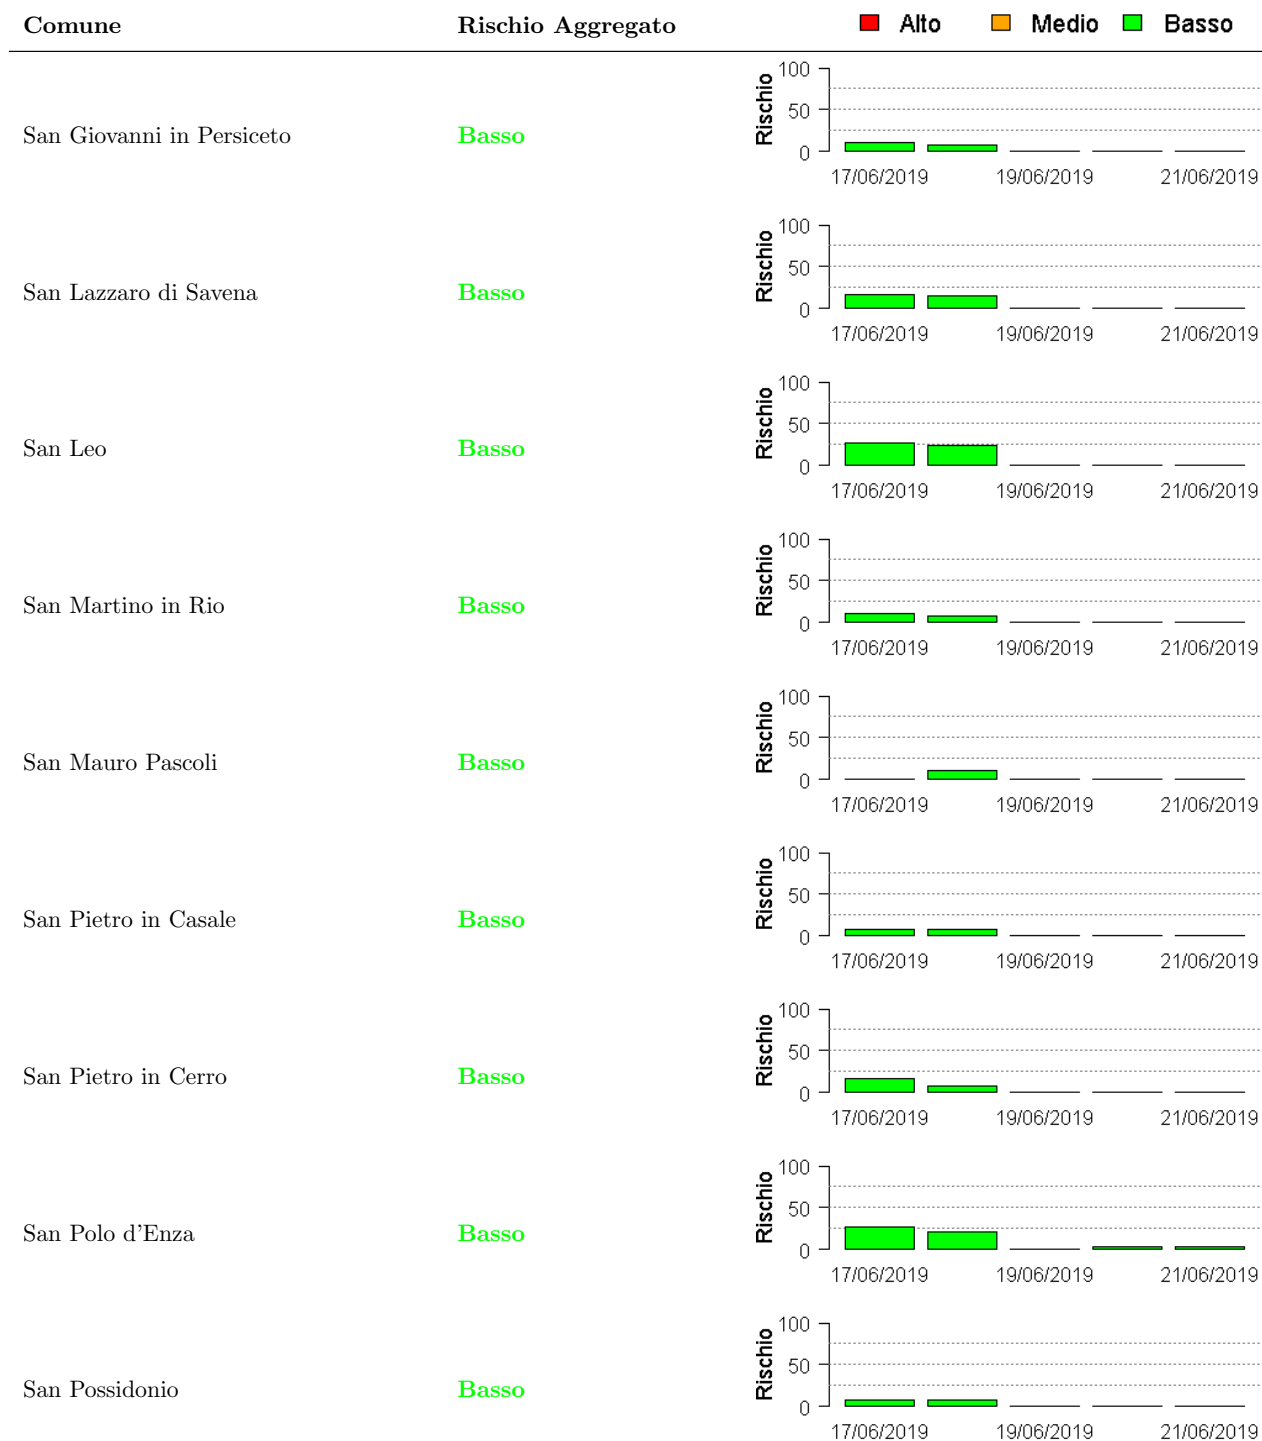 Comune Rischio Aggregato Alto Medio Basso
100
50
0
Rischio
San Giovanni in Persiceto Basso
17/06/2019 19/06/2019 21/06/2019
100
50
0
Rischio
San Lazzaro di Savena Basso
17/06/2019 19/06/2019 21/06/2019
100
50
0
Rischio
San Leo Basso
17/06/2019 19/06/2019 21/06/2019
100
50
0
Rischio
San Martino in Rio Basso
17/06/2019 19/06/2019 21/06/2019
100
50
0
Rischio
San Mauro Pascoli Basso
17/06/2019 19/06/2019 21/06/2019
100
50
0
Rischio
San Pietro in Casale Basso
17/06/2019 19/06/2019 21/06/2019
100
50
0
Rischio
San Pietro in Cerro Basso
17/06/2019 19/06/2019 21/06/2019
100
50
0
Rischio
San Polo d'Enza Basso
17/06/2019 19/06/2019 21/06/2019
100
50
0
Rischio
San Possidonio Basso
17/06/2019 19/06/2019 21/06/2019